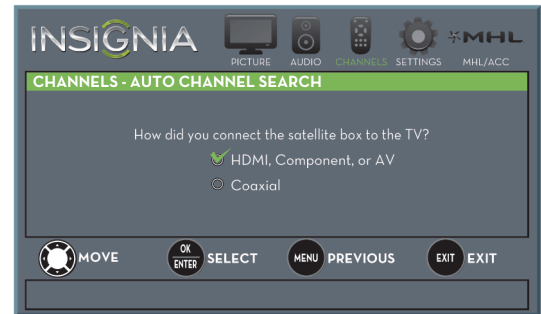 INSIGNIA
PICTURE AUDIO CHANNELS SETTINGS MHL/ACC
MHL
CHANNELS - AUTO CHANNEL SEARCH
How did you connect the satellite box to the TV?
HDMI, Component, or AV
Coaxial
MOVE OK ENTER SELECT MENU PREVIOUS EXIT EXIT